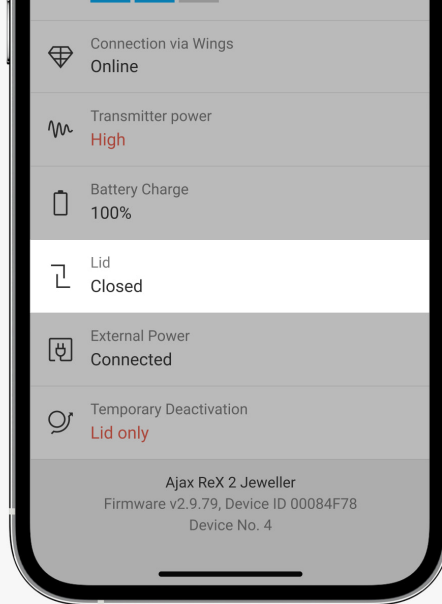 Connection via Wings
Online
Transmitter power
High
Battery Charge
100%
Lid
Closed
External Power
Connected
Temporary Deactivation
Lid only
Ajax ReX 2 Jeweller
Firmware v2.9.79, Device ID 00084F78
Device No. 4